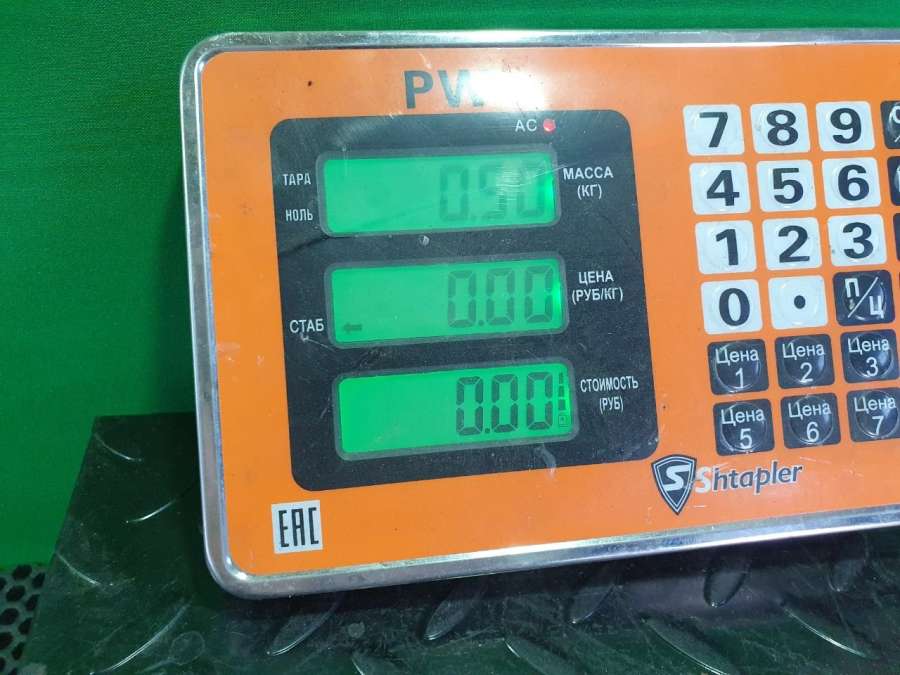 PW
AC
ТАРА
НОЛЬ
0.50
МАССА
(КГ)
СТАБ
0.00
ЦЕНА
(РУБ/КГ)
0.00
СТОИМОСТЬ
(РУБ)
7 8 9
4 5 6
1 2 3
0 . П/Ц
Цена 1 Цена 2 Цена 3
Цена 5 Цена 6 Цена 7
S Shtapler
EAC